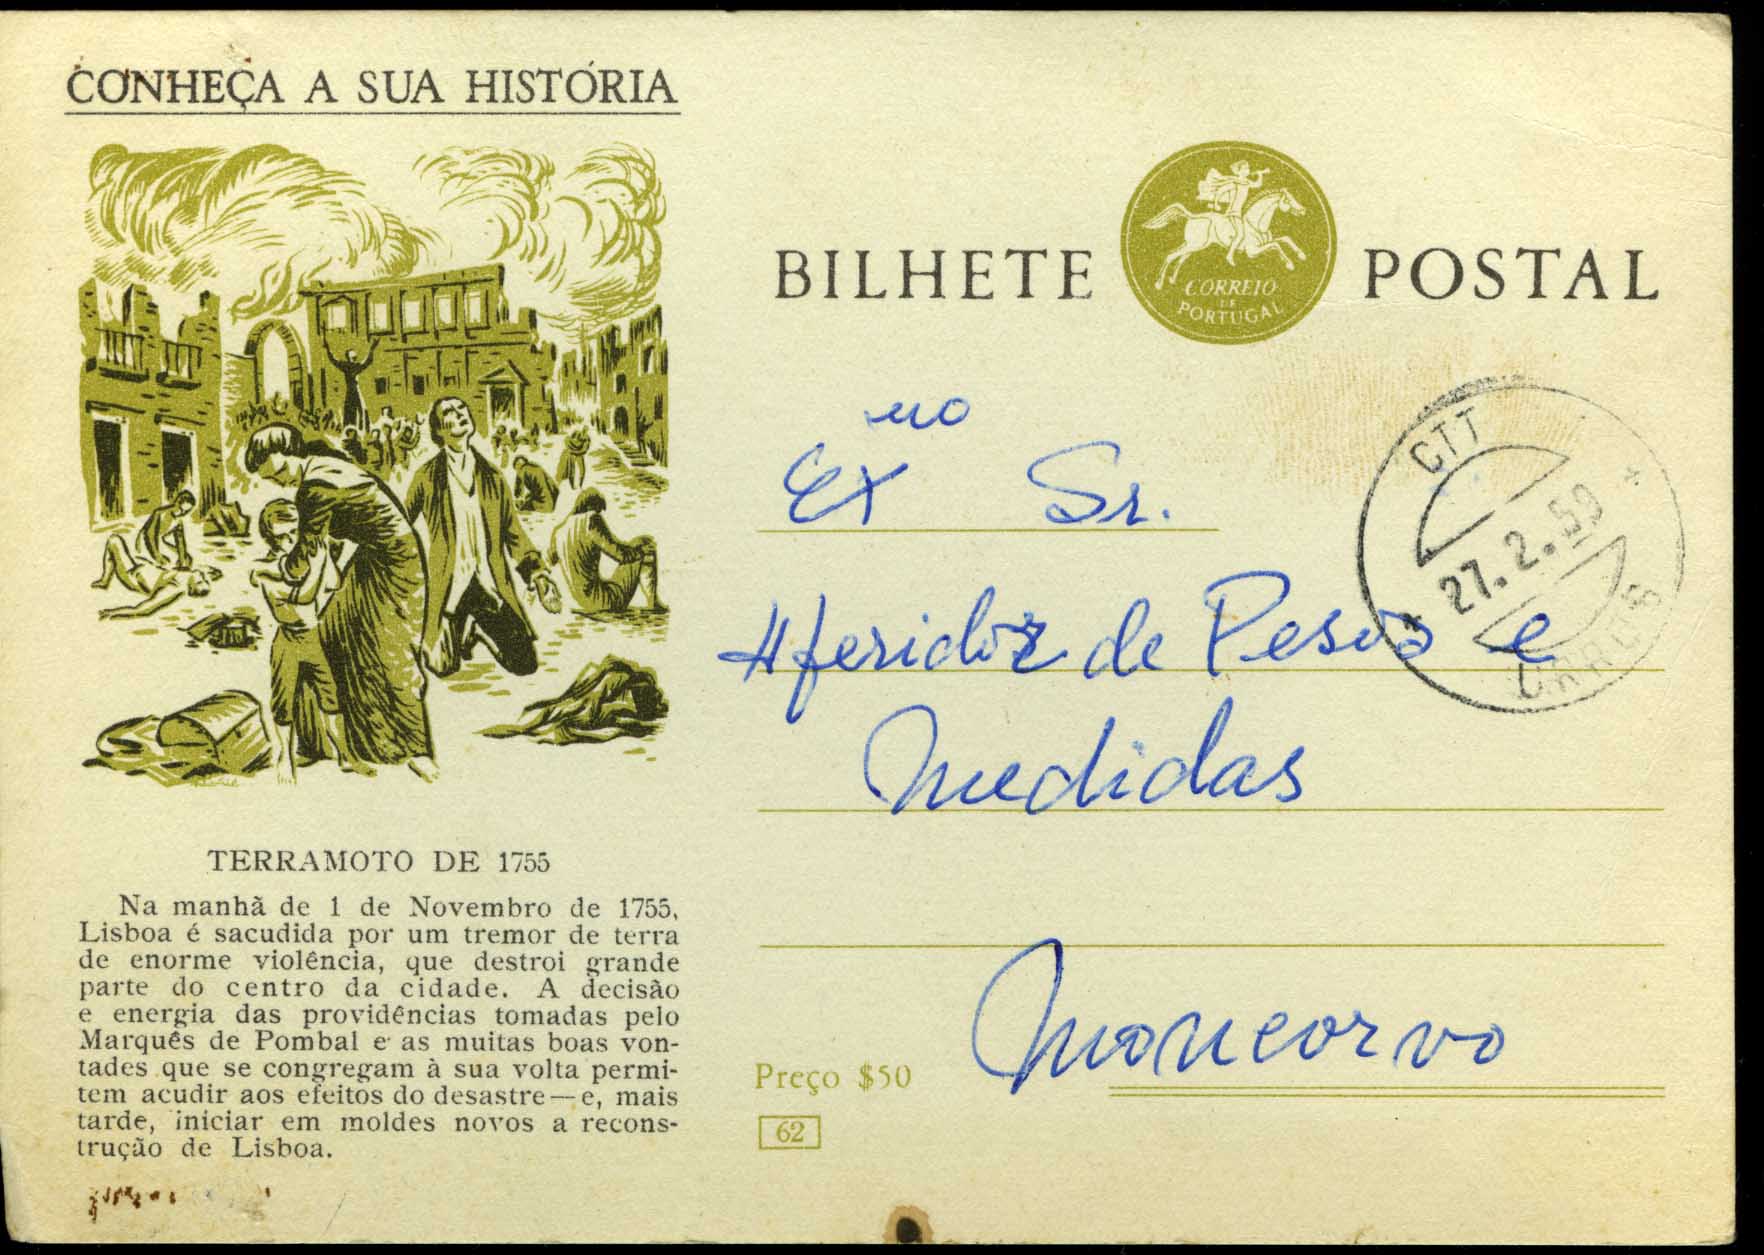 CONHEÇA A SUA HISTÓRIA
TERRAMOTO DE 1755
Na manhã de 1 de Novembro de 1755,
Lisboa é sacudida por um tremor de terra
de enorme violência, que destroi grande
parte do centro da cidade. A decisão
e energia das providências tomadas pelo
Marquês de Pombal e as muitas boas von-
tades que se congregam à sua volta permi-
tem acudir aos efeitos do desastre—e, mais
tarde, iniciar em moldes novos a recons-
trução de Lisboa.
BILHETE POSTAL
CORREIO
DE
PORTUGAL
CTT
27.2.59
Exmo Sr.
Aferidor de Pesos e
Medidas
Moncorvo
Preço $50
62